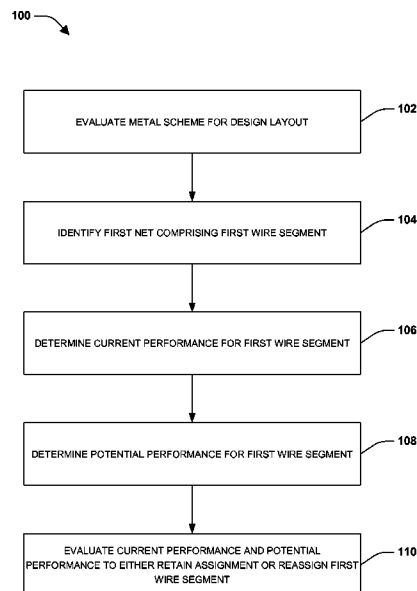 100
EVALUATE METAL SCHEME FOR DESIGN LAYOUT
102
IDENTIFY FIRST NET COMPRISING FIRST WIRE SEGMENT
104
DETERMINE CURRENT PERFORMANCE FOR FIRST WIRE SEGMENT
106
DETERMINE POTENTIAL PERFORMANCE FOR FIRST WIRE SEGMENT
108
EVALUATE CURRENT PERFORMANCE AND POTENTIAL
PERFORMANCE TO EITHER RETAIN ASSIGNMENT OR REASSIGN FIRST
WIRE SEGMENT
110